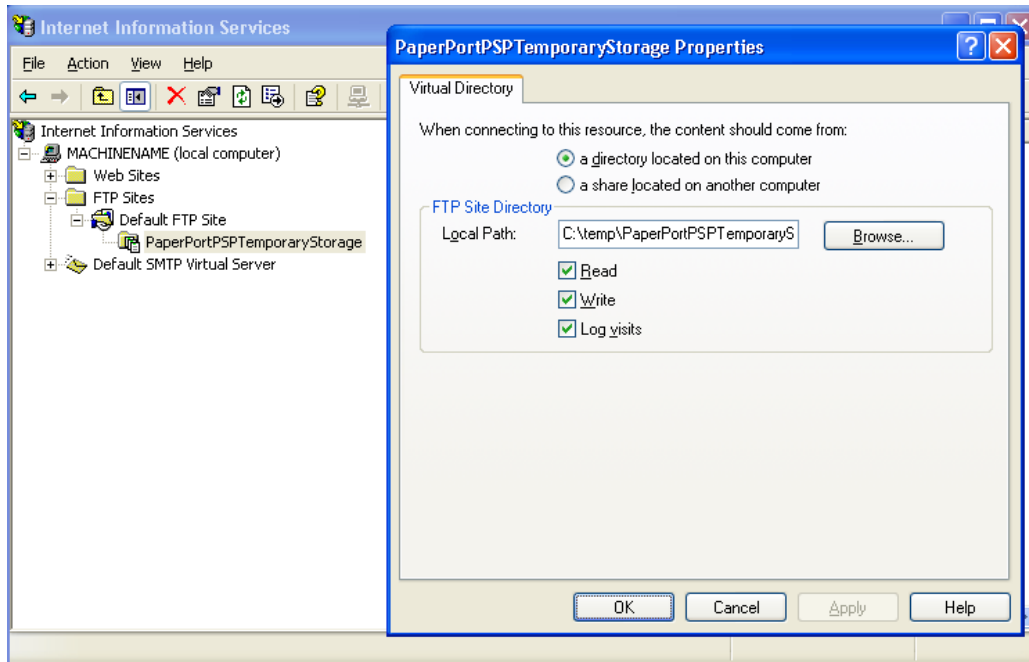 Internet Information Services
File Action View Help
Internet Information Services
MACHINENAME (local computer)
Web Sites
FTP Sites
Default FTP Site
PaperPortPSPTemporaryStorage
Default SMTP Virtual Server
PaperPortPSPTemporaryStorage Properties
Virtual Directory
When connecting to this resource, the content should come from:
a directory located on this computer
a share located on another computer
FTP Site Directory
Local Path: C:\temp\PaperPortPSPTemporaryS Browse...
Read
Write
Log visits
OK Cancel Apply Help